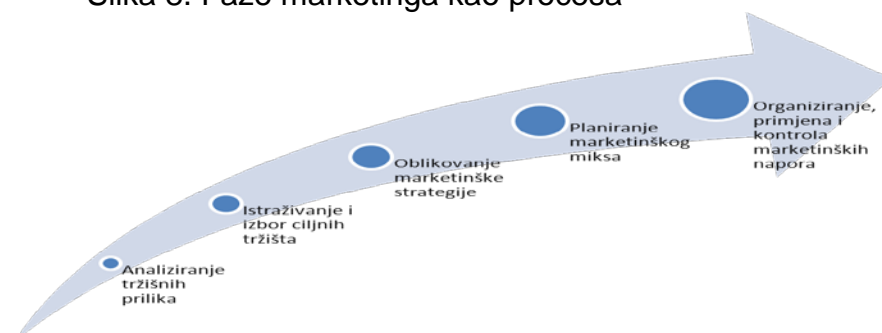 Slika 3. Faze marketinga kao procesa
Analiziranje
tržišnih
prilika
Istraživanje i
izbor ciljnih
tržišta
Oblikovanje
marketinške
strategije
Planiranje
marketinškog
miksa
Organiziranje,
primjena i
kontrola
marketinških
napora